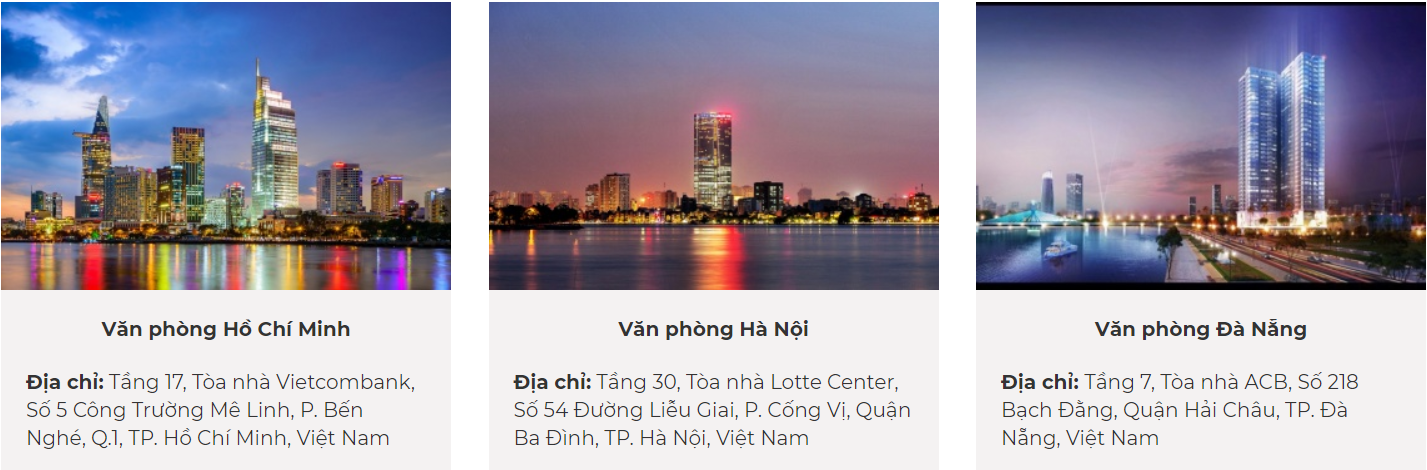 Văn phòng Hồ Chí Minh
Địa chỉ: Tầng 17, Tòa nhà Vietcombank,
Số 5 Công Trường Mê Linh, P. Bến
Nghé, Q.1, TP. Hồ Chí Minh, Việt Nam
Văn phòng Hà Nội
Địa chỉ: Tầng 30, Tòa nhà Lotte Center,
Số 54 Đường Liễu Giai, P. Cống Vị, Quận
Ba Đình, TP. Hà Nội, Việt Nam
Văn phòng Đà Nẵng
Địa chỉ: Tầng 7, Tòa nhà ACB, Số 218
Bạch Đằng, Quận Hải Châu, TP. Đà
Nẵng, Việt Nam